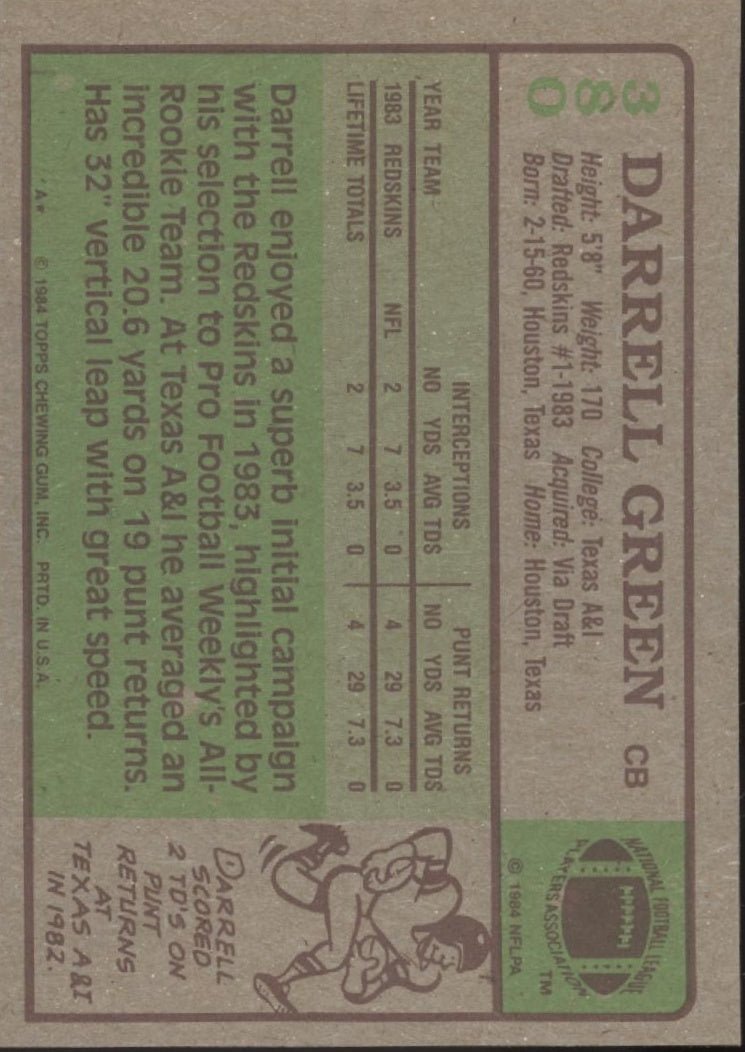 380
DARRELL GREEN CB
Height: 5'8" Weight: 170 College: Texas A&I
Drafted: Redskins #1-1983 Acquired: Via Draft
Born: 2-15-60, Houston, Texas Home: Houston, Texas
NATIONAL FOOTBALL LEAGUE
PLAYERS ASSOCIATION
TM
© 1984 NFLPA
INTERCEPTIONS PUNT RETURNS
YEAR TEAM NO YDS AVG TDS NO YDS AVG TDS
1983 REDSKINS NFL 2 7 3.5 0 4 29 7.3 0
LIFETIME TOTALS 2 7 3.5 0 4 29 7.3 0
Darrell enjoyed a superb initial campaign
with the Redskins in 1983, highlighted by
his selection to Pro Football Weekly's All-
Rookie Team. At Texas A&I he averaged an
incredible 20.6 yards on 19 punt returns.
Has 32" vertical leap with great speed.
DARRELL
SCORED
2 TD'S ON
PUNT
RETURNS
AT
TEXAS A&I
IN 1982.
© 1984 TOPPS CHEWING GUM, INC. PRTD. IN U.S.A.